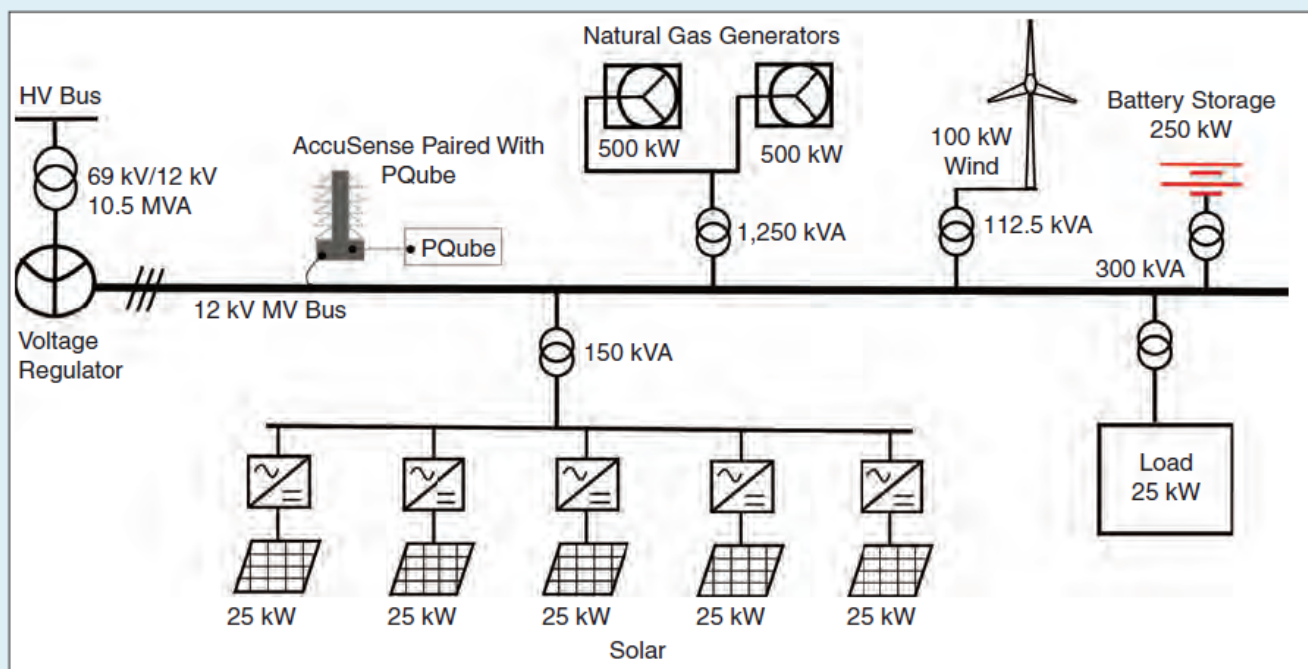 Natural Gas Generators
HV Bus
69 kV/12 kV
10.5 MVA
AccuSense Paired With
PQube
PQube
500 kW
500 kW
1,250 kVA
100 kW
Wind
112.5 kVA
Battery Storage
250 kW
300 kVA
12 kV MV Bus
Voltage
Regulator
150 kVA
Load
25 kW
25 kW
25 kW
25 kW
25 kW
25 kW
Solar